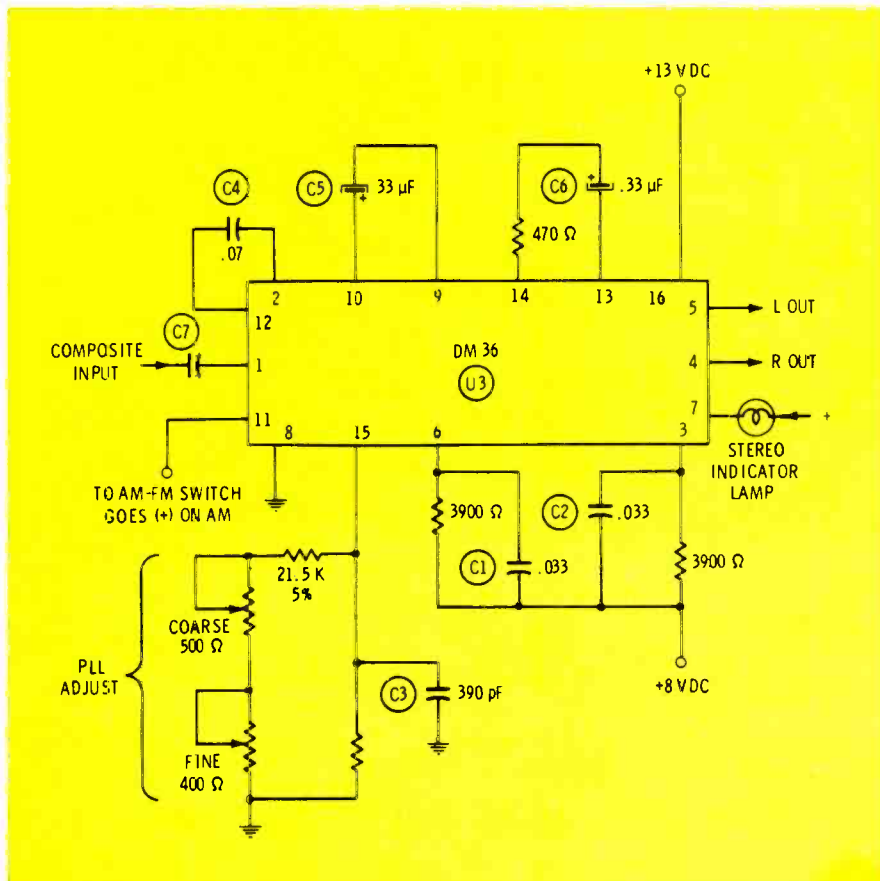 +13 VDC
C4
.07
C5
33 µF
+
C6
+
.33 µF
470 Ω
2
10
9
14
13
16
12
5
L OUT
C7
COMPOSITE
INPUT
1
DM 36
U3
4
R OUT
11
7
+
8
15
6
3
STEREO
INDICATOR
LAMP
TO AM-FM SWITCH
GOES (+) ON AM
3900 Ω
C2
.033
C1
.033
3900 Ω
21.5 K
5%
COARSE
500 Ω
PLL
ADJUST
C3
390 pF
+8 VDC
FINE
400 Ω